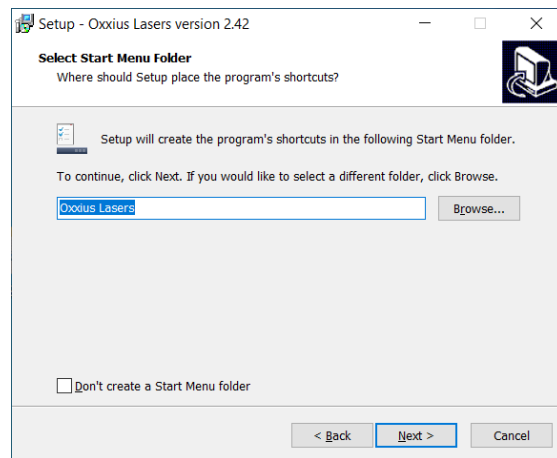 Setup - Oxxius Lasers version 2.42
Select Start Menu Folder
Where should Setup place the program's shortcuts?
Setup will create the program's shortcuts in the following Start Menu folder.
To continue, click Next. If you would like to select a different folder, click Browse.
Oxxius Lasers
Browse...
Don't create a Start Menu folder
< Back
Next >
Cancel